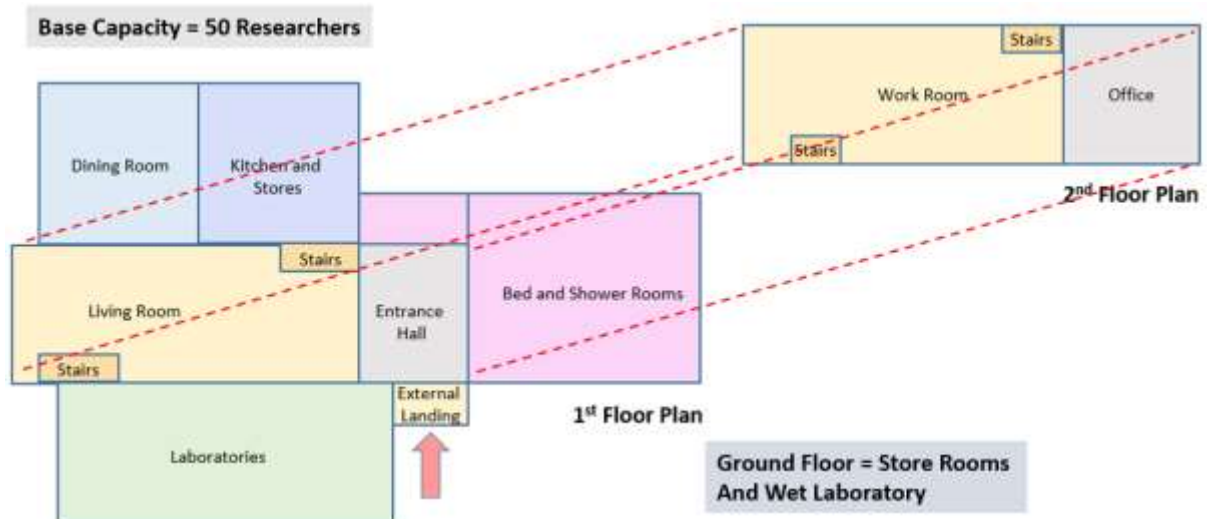 Base Capacity = 50 Researchers
Stairs
Work Room
Office
Stairs
2nd Floor Plan
Dining Room
Kitchen and
Stores
Stairs
Living Room
Entrance
Hall
Bed and Shower Rooms
Stairs
External
Landing
1st Floor Plan
Laboratories
Ground Floor = Store Rooms
And Wet Laboratory